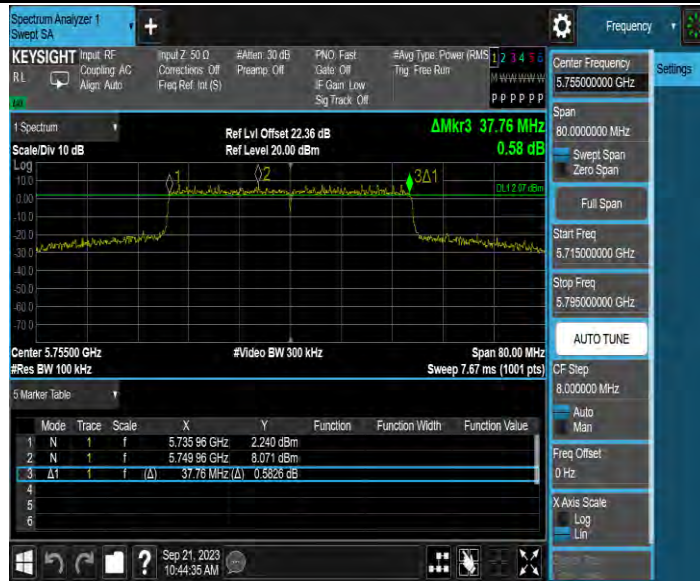 Spectrum Analyzer 1
Swept SA
+
Frequency
KEYSIGHT Input: RF Input Z: 50 Ω #Atten: 30 dB PNO: Fast #Avg Type: Power (RMS 1 2 3 4 5 6
RL Coupling: AC Corrections: Off Preamp: Off Gate: Off Trig: Free Run M W W W W W
Align: Auto Freq Ref: Int (S) IF Gain: Low P P P P P P
Sig Track: Off
1 Spectrum
Scale/Div 10 dB
Ref Lvl Offset 22.36 dB
Ref Level 20.00 dBm
ΔMkr3 37.76 MHz
0.58 dB
Log
10.0
0.00
-10.0
-20.0
-30.0
-40.0
-50.0
-60.0
-70.0
1
2
3Δ1
DL1 2.07 dBm
Center 5.75500 GHz #Video BW 300 kHz Span 80.00 MHz
#Res BW 100 kHz Sweep 7.67 ms (1001 pts)
5 Marker Table
Mode Trace Scale X Y Function Function Width Function Value
1 N 1 f 5.735 96 GHz 2.240 dBm
2 N 1 f 5.749 96 GHz 8.071 dBm
3 Δ1 1 f (Δ) 37.76 MHz (Δ) 0.5826 dB
4
5
6
?
Sep 21, 2023
10:44:35 AM
Center Frequency
5.755000000 GHz
Settings
Span
80.0000000 MHz
Swept Span
Zero Span
Full Span
Start Freq
5.715000000 GHz
Stop Freq
5.795000000 GHz
AUTO TUNE
CF Step
8.000000 MHz
Auto
Man
Freq Offset
0 Hz
X Axis Scale
Log
Lin